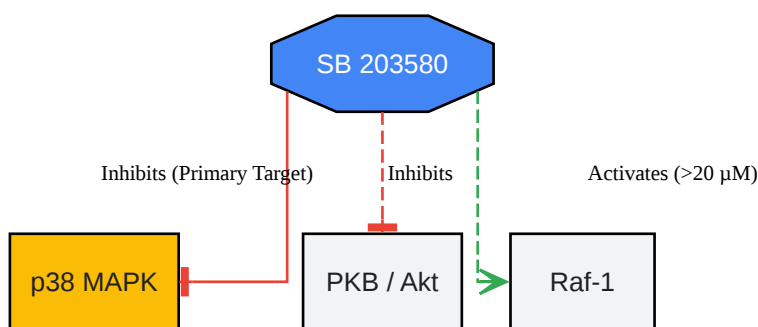 SB 203580
Inhibits (Primary Target)
Inhibits
Activates (>20 µM)
p38 MAPK
PKB / Akt
Raf-1